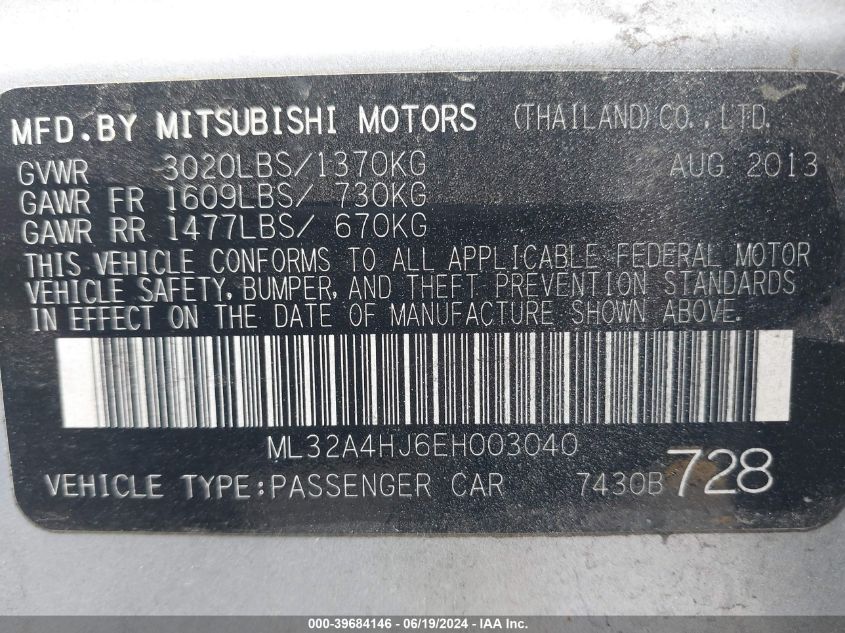 MFD.BY MITSUBISHI MOTORS (THAILAND)CO.,LTD.
GVWR 3020LBS/1370KG AUG 2013
GAWR FR 1609LBS/ 730KG
GAWR RR 1477LBS/ 670KG
THIS VEHICLE CONFORMS TO ALL APPLICABLE FEDERAL MOTOR
VEHICLE SAFETY, BUMPER, AND THEFT PREVENTION STANDARDS
IN EFFECT ON THE DATE OF MANUFACTURE SHOWN ABOVE.
ML32A4HJ6EH003040
VEHICLE TYPE:PASSENGER CAR 7430B 728
000-39684146 - 06/19/2024 - IAAI.com